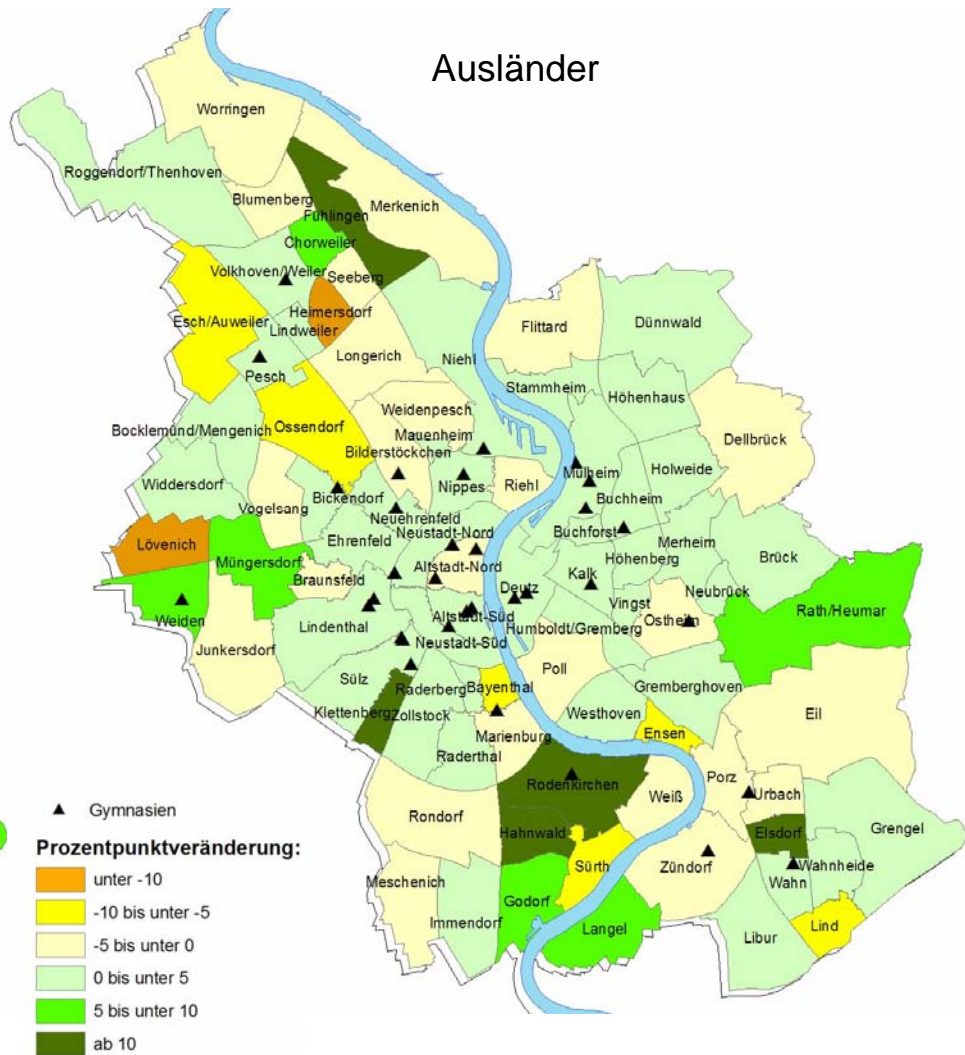 Ausländer
Worringen
Roggendorf/Thenhoven
Blumenberg
Merkenich
Fühlingen
Chorweiler
Volkhoven/Weiler
Seeberg
Heimersdorf
Lindweiler
Esch/Auweiler
Longerich
Niehl
Flittard
Dünnwald
Pesch
Stammheim
Höhenhaus
Weidenpesch
Bocklemünd/Mengenich
Ossendorf
Mauenheim
Bilderstöckchen
Dellbrück
Holweide
Widdersdorf
Vogelsang
Bickendorf
Nippes
Riehl
Mülheim
Buchheim
Neuehrenfeld
Neustadt-Nord
Buchforst
Ehrenfeld
Lövenich
Müngersdorf
Altstadt-Nord
Höhenberg
Merheim
Brück
Braunsfeld
Kalk
Neubrück
Deutz
Vingst
Rath/Heumar
Weiden
Lindenthal
Altstadt-Süd
Ostheim
Humboldt/Gremberg
Neustadt-Süd
Junkersdorf
Poll
Sülz
Raderberg
Bayenthal
Gremberghoven
Klettenberg
Zollstock
Westhoven
Eil
Marienburg
Ensen
Raderthal
Rodenkirchen
Porz
Weiß
Urbach
▲ Gymnasien
Rondorf
Hahnwald
Elsdorf
Grengel
Prozentpunktveränderung:
Sürth
Zündorf
Wahnheide
Wahn
unter -10
Meschenich
Godorf
-10 bis unter -5
Immendorf
Langel
Lind
Libur
-5 bis unter 0
0 bis unter 5
5 bis unter 10
ab 10